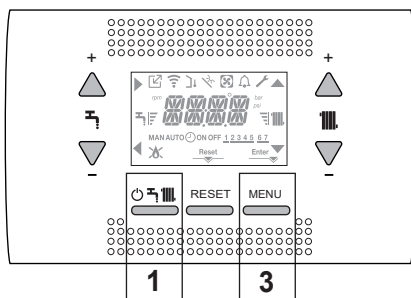 + +
rpm bar
psi
MAN AUTO ON OFF 1 2 3 4 5 6 7
Reset Enter
- -
RESET MENU
1 3